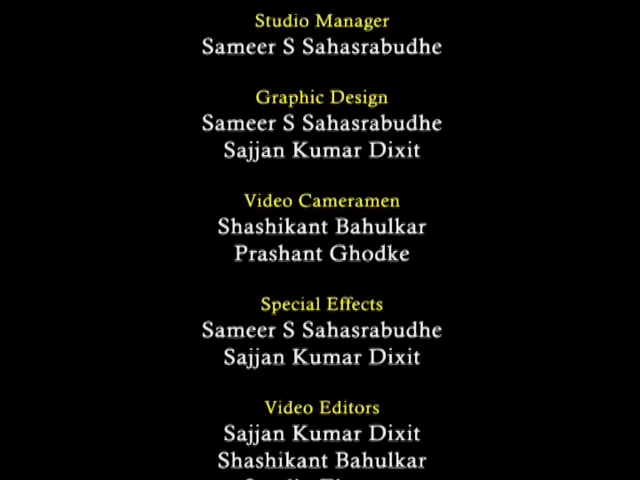 Studio Manager
Sameer S Sahasrabudhe
Graphic Design
Sameer S Sahasrabudhe
Sajjan Kumar Dixit
Video Cameramen
Shashikant Bahulkar
Prashant Ghodke
Special Effects
Sameer S Sahasrabudhe
Sajjan Kumar Dixit
Video Editors
Sajjan Kumar Dixit
Shashikant Bahulkar